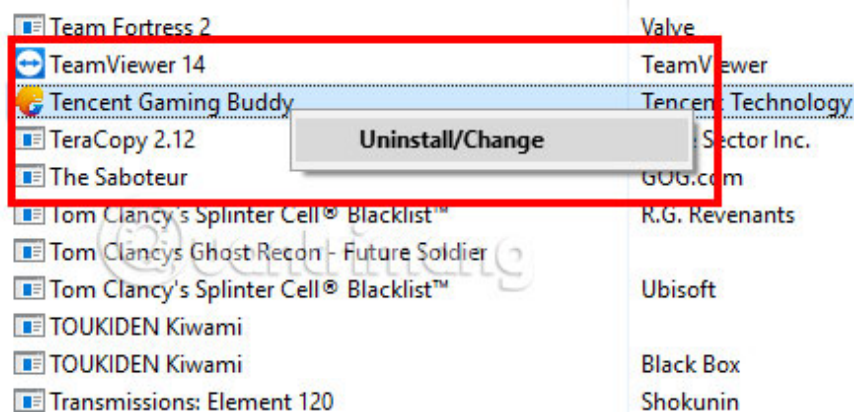 Team Fortress 2 Valve
TeamViewer 14 TeamViewer
Tencent Gaming Buddy Tencent Technology
TeraCopy 2.12 Uninstall/Change Sector Inc.
The Saboteur GOG.com
Tom Clancy's Splinter Cell® Blacklist™ R.G. Revenants
Tom Clancys Ghost Recon - Future Soldier
Quantrimang
Tom Clancy's Splinter Cell® Blacklist™ Ubisoft
TOUKIDEN Kiwami
TOUKIDEN Kiwami Black Box
Transmissions: Element 120 Shokunin